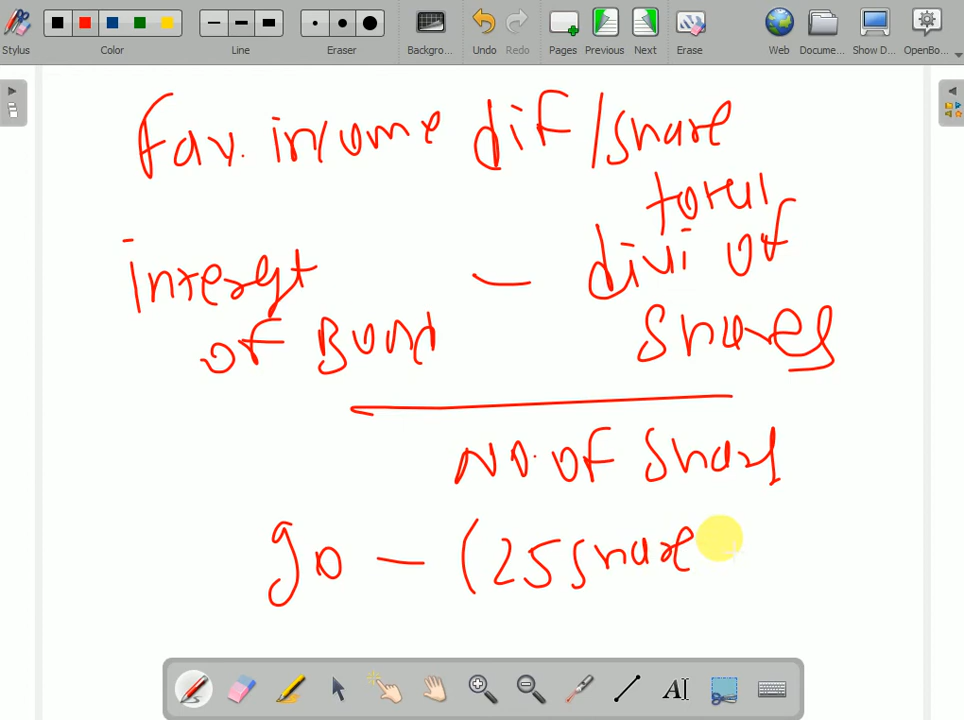 Stylus Color Line Eraser Backgro... Undo Redo Pages Previous Next Erase Web Docume... Show D... OpenBo...
Fav. income dif/share
total
interest – divi of
of Bond shares
No. of Share
90 – (25 share